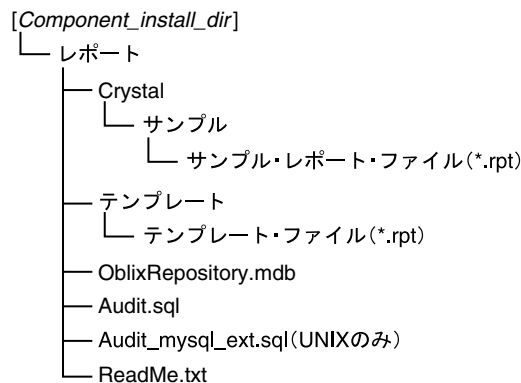 [Component_install_dir]
レポート
Crystal
サンプル
サンプル・レポート・ファイル(*.rpt)
テンプレート
テンプレート・ファイル(*.rpt)
OblixRepository.mdb
Audit.sql
Audit_mysql_ext.sql(UNIXのみ)
ReadMe.txt